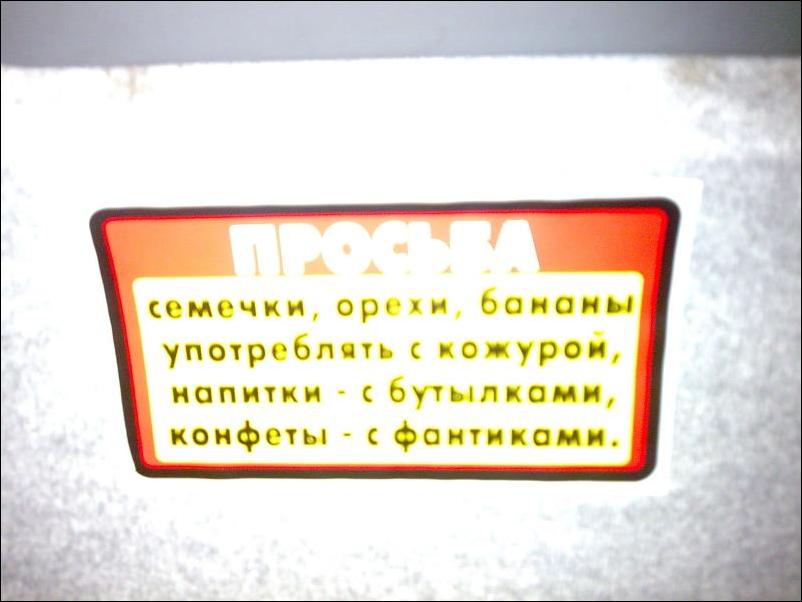 ПРОСЬБА
семечки, орехи, бананы
употреблять с кожурой,
напитки - с бутылками,
конфеты - с фантиками.